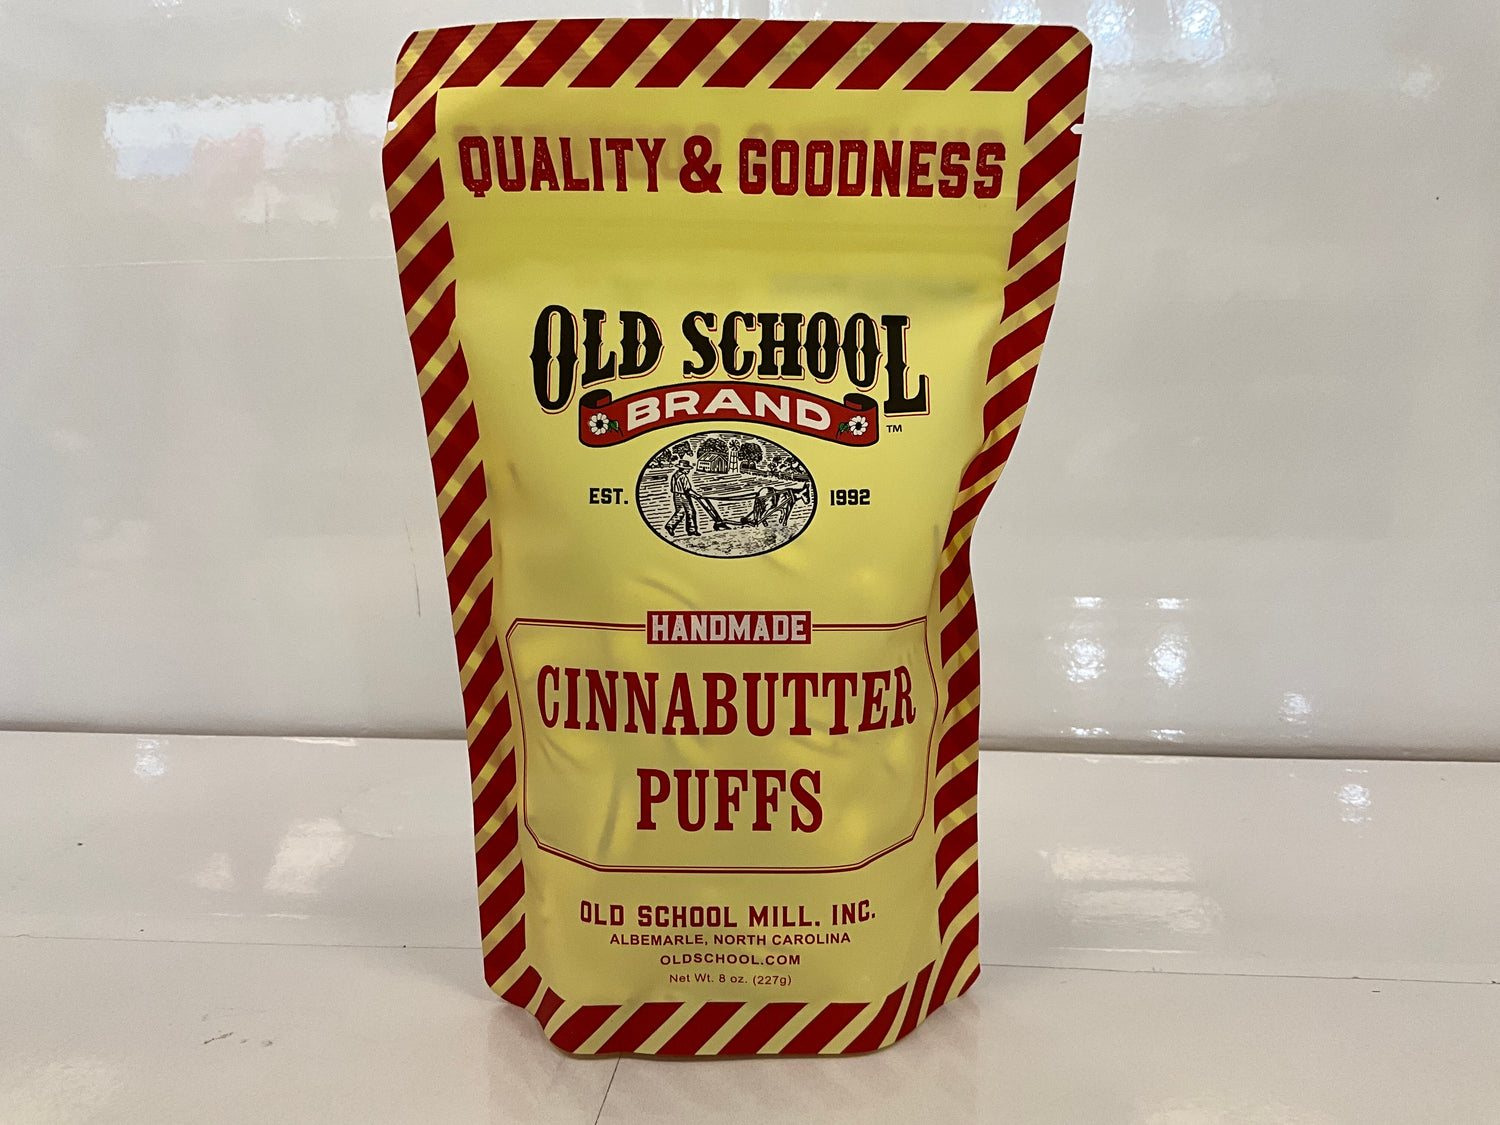 QUALITY & GOODNESS
OLD SCHOOL
BRAND
TM
EST. 1992
HANDMADE
CINNABUTTER
PUFFS
OLD SCHOOL MILL, INC.
ALBEMARLE, NORTH CAROLINA
OLDSCHOOL.COM
Net Wt. 8 oz. (227g)